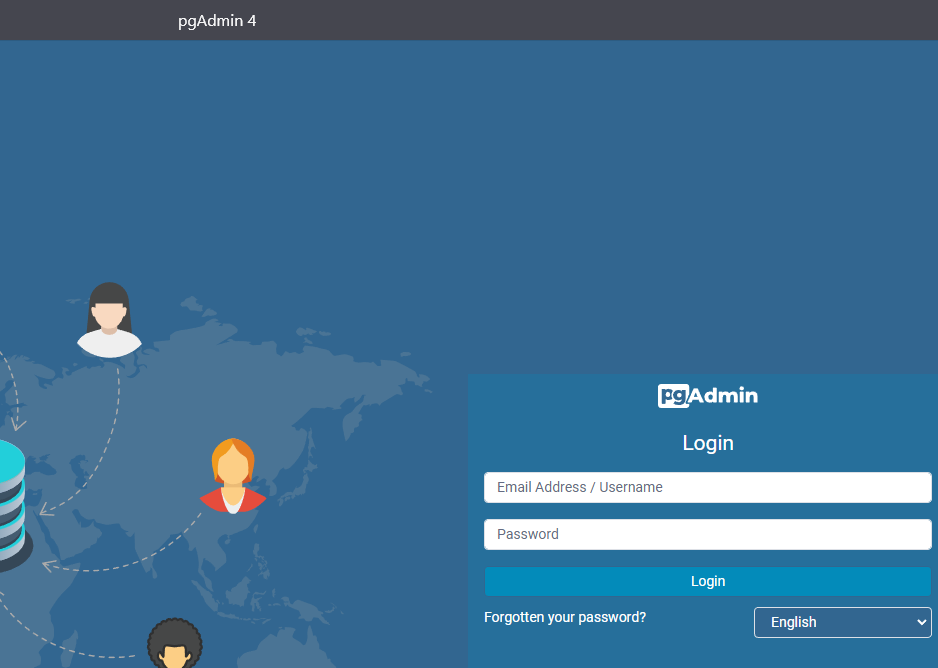 pgAdmin 4
pgAdmin
Login
Email Address / Username
Password
Login
Forgotten your password?
English